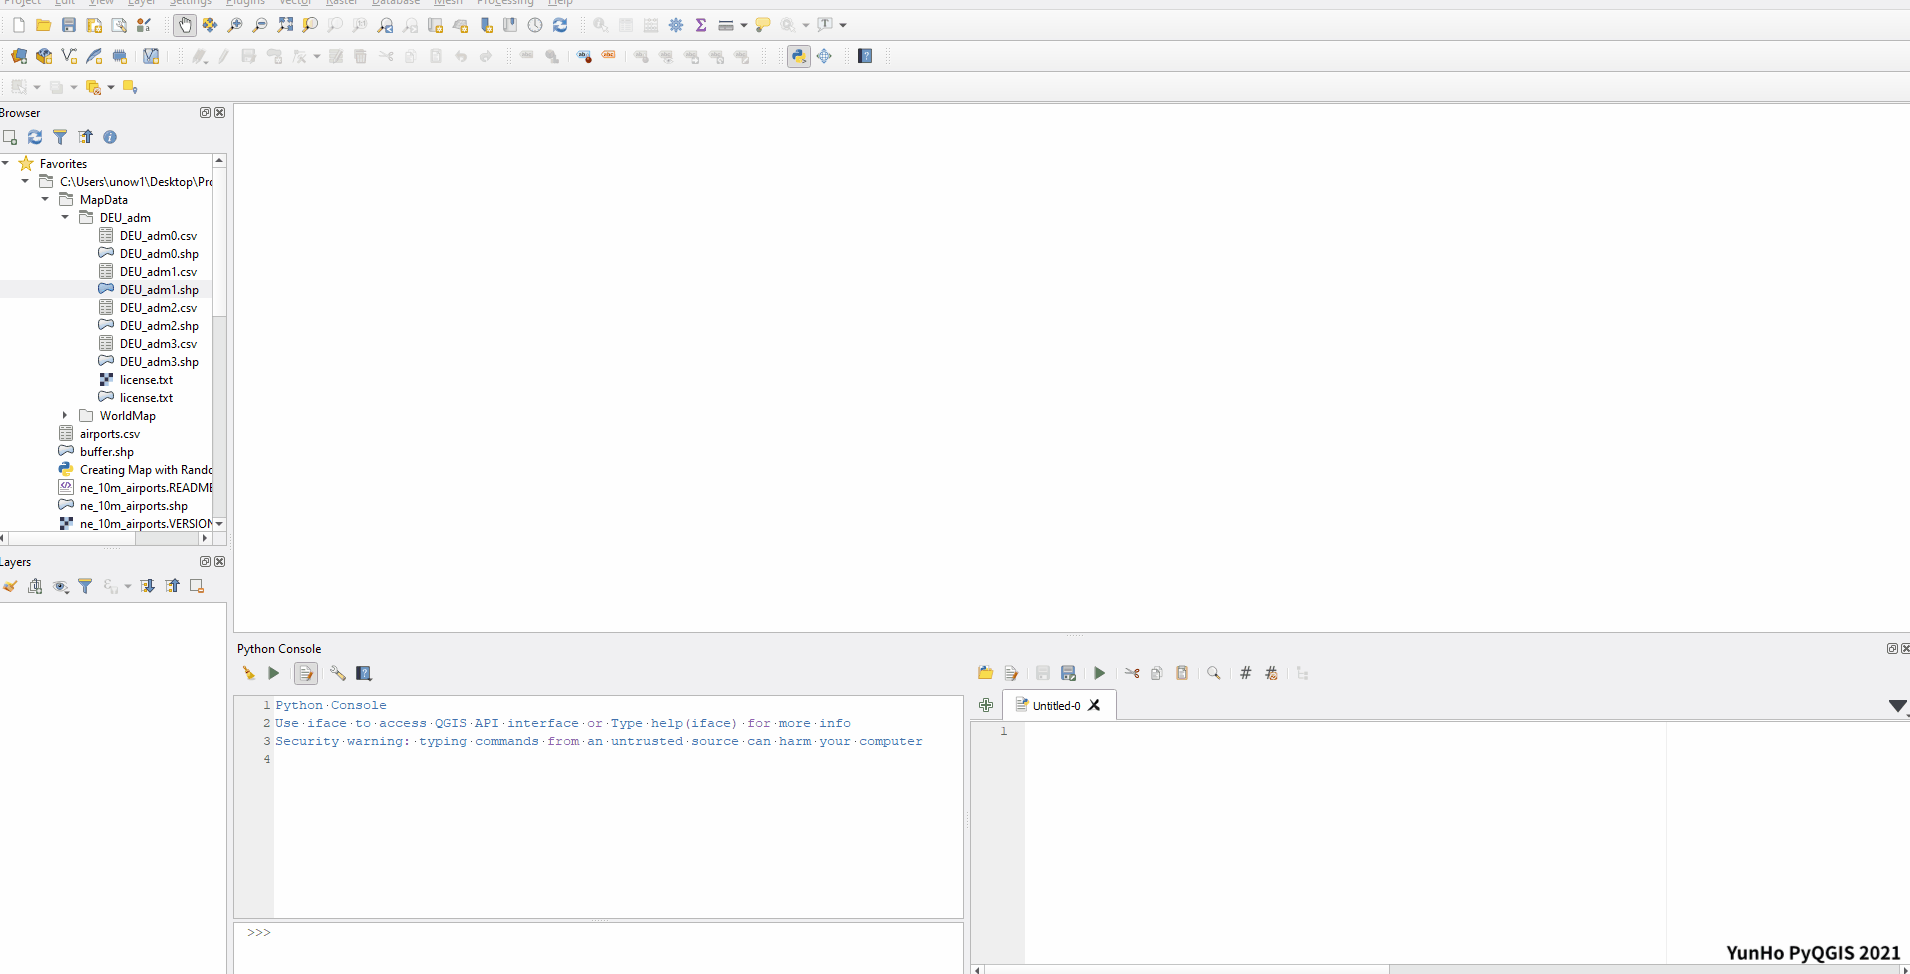 Project Edit View Layer Settings Plugins Vector Raster Database Mesh Processing Help
Browser
Favorites
C:\Users\unow1\Desktop\Prc
MapData
DEU_adm
DEU_adm0.csv
DEU_adm0.shp
DEU_adm1.csv
DEU_adm1.shp
DEU_adm2.csv
DEU_adm2.shp
DEU_adm3.csv
DEU_adm3.shp
license.txt
license.txt
WorldMap
airports.csv
buffer.shp
Creating Map with Rando
ne_10m_airports.README
ne_10m_airports.shp
ne_10m_airports.VERSION
Layers
Python Console
1 Python Console
2 Use iface to access QGIS API interface or Type help(iface) for more info
3 Security warning: typing commands from an untrusted source can harm your computer
4
>>>
Untitled-0
1
YunHo PyQGIS 2021